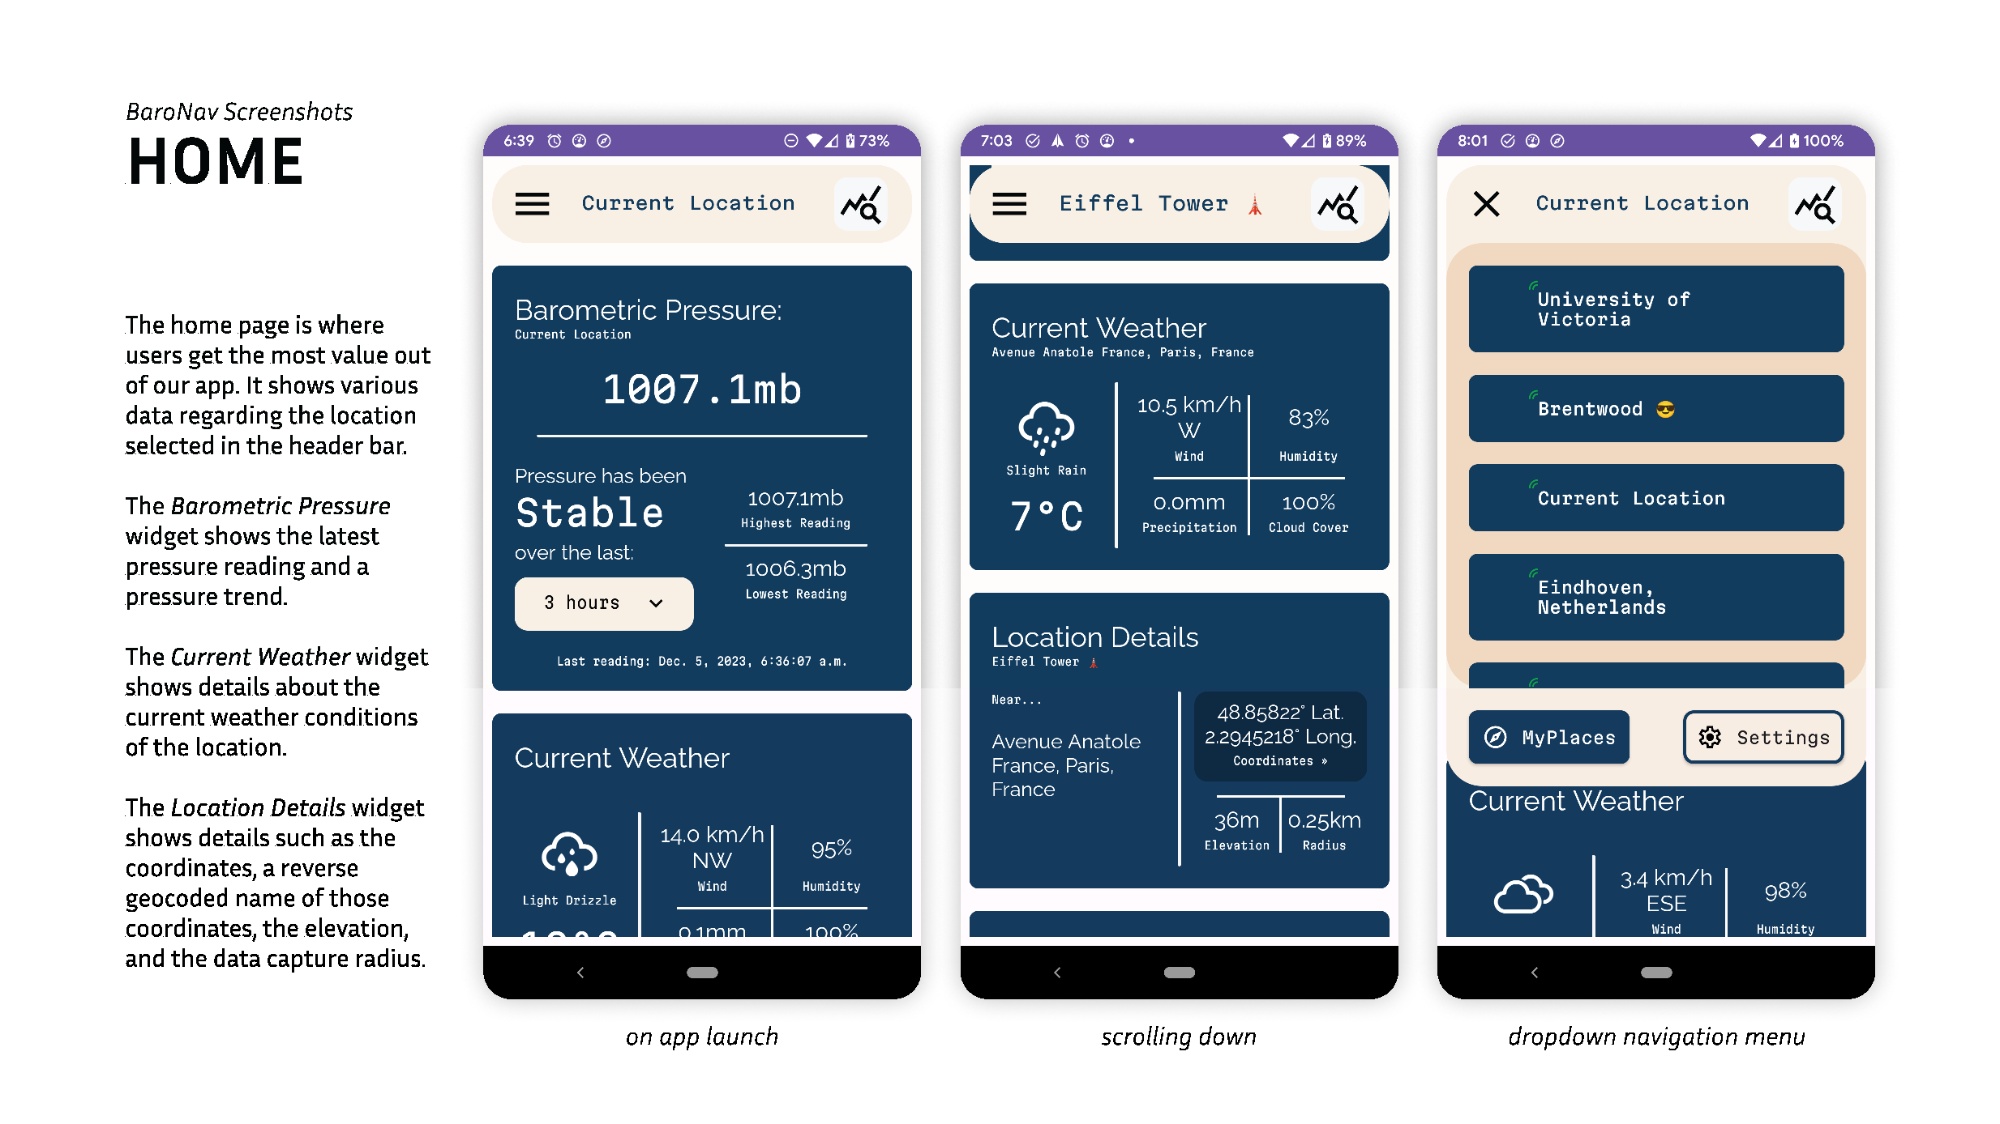 BaroNav Screenshots
HOME
The home page is where
users get the most value out
of our app. It shows various
data regarding the location
selected in the header bar.
The Barometric Pressure
widget shows the latest
pressure reading and a
pressure trend.
The Current Weather widget
shows details about the
current weather conditions
of the location.
The Location Details widget
shows details such as the
coordinates, a reverse
geocoded name of those
coordinates, the elevation,
and the data capture radius.
6:39
73%
Current Location
Barometric Pressure:
Current Location
1007.1mb
Pressure has been
Stable
over the last:
3 hours
1007.1mb
Highest Reading
1006.3mb
Lowest Reading
Last reading: Dec. 5, 2023, 6:36:07 a.m.
Current Weather
Light Drizzle
14.0 km/h
NW
Wind
95%
Humidity
0.1mm
100%
on app launch
7:03
89%
Eiffel Tower
Current Weather
Avenue Anatole France, Paris, France
Slight Rain
7°C
10.5 km/h
W
Wind
83%
Humidity
0.0mm
Precipitation
100%
Cloud Cover
Location Details
Eiffel Tower
Near...
Avenue Anatole
France, Paris,
France
48.85822° Lat.
2.2945218° Long.
Coordinates »
36m
Elevation
0.25km
Radius
scrolling down
8:01
100%
Current Location
University of
Victoria
Brentwood 😎
Current Location
Eindhoven,
Netherlands
MyPlaces
Settings
Current Weather
3.4 km/h
ESE
Wind
98%
Humidity
dropdown navigation menu